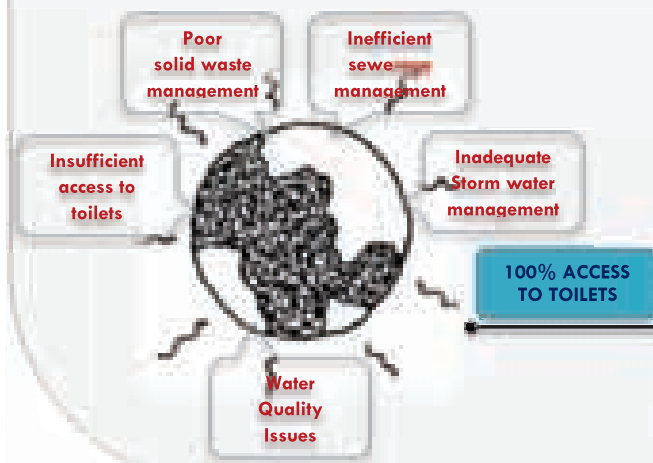 Poor
solid waste
management
Inefficient
sewerage
management
Insufficient
access to
toilets
Inadequate
Storm water
management
100% ACCESS
TO TOILETS
Water
Quality
Issues